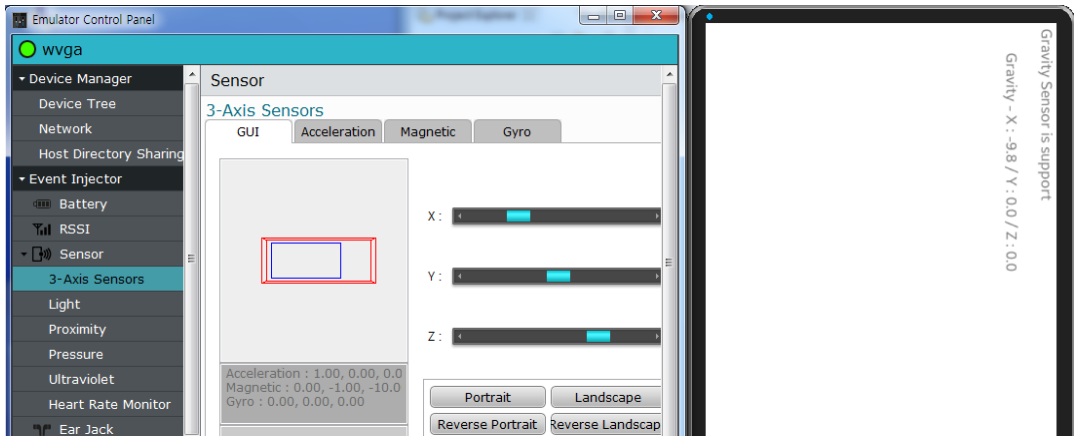 Emulator Control Panel
wvga
Device Manager
Device Tree
Network
Host Directory Sharing
Event Injector
Battery
RSSI
Sensor
3-Axis Sensors
Light
Proximity
Pressure
Ultraviolet
Heart Rate Monitor
Ear Jack
Sensor
3-Axis Sensors
GUI Acceleration Magnetic Gyro
X :
Y :
Z :
Acceleration : 1.00, 0.00, 0.0
Magnetic : 0.00, -1.00, -10.0
Gyro : 0.00, 0.00, 0.00
Portrait Landscape
Reverse Portrait Reverse Landscap
Gravity Sensor is support
Gravity - X : -9.8 / Y : 0.0 / Z : 0.0